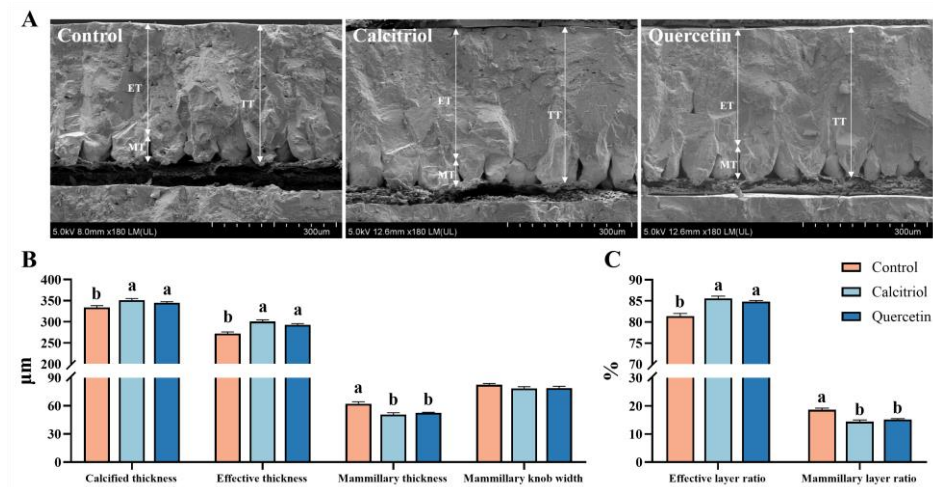 A
Control
ET
TT
MT
5.0kV 8.0mm x180 LM(UL)
300um
Calcitriol
ET
TT
MT
5.0kV 12.6mm x180 LM(UL)
300um
Quercetin
ET
TT
MT
5.0kV 12.6mm x180 LM(UL)
300um
B
μm
400
350
300
250
200
90
60
30
0
b a a
b a a
a b b
Calcified thickness
Effective thickness
Mammillary thickness
Mammillary knob width
C
%
90
85
80
75
70
30
20
10
0
b a a
a b b
Effective layer ratio
Mammillary layer ratio
Control
Calcitriol
Quercetin